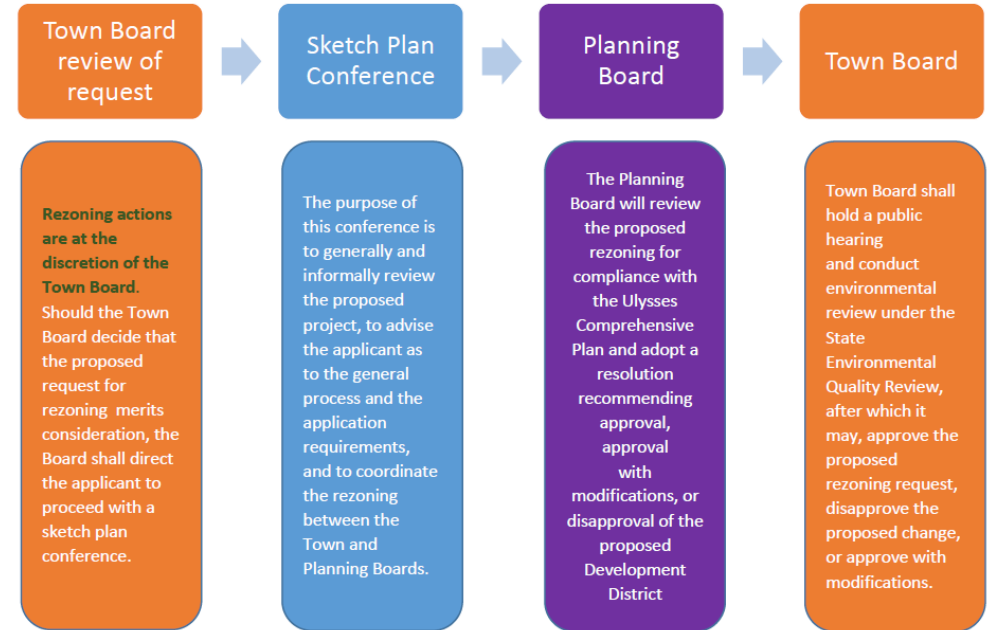 Town Board
review of
request
Sketch Plan
Conference
Planning
Board
Town Board
Rezoning actions
are at the
discretion of the
Town Board.
Should the Town
Board decide that
the proposed
request for
rezoning merits
consideration, the
Board shall direct
the applicant to
proceed with a
sketch plan
conference.
The purpose of
this conference is
to generally and
informally review
the proposed
project, to advise
the applicant as
to the general
process and the
application
requirements,
and to coordinate
the rezoning
between the
Town and
Planning Boards.
The Planning
Board will review
the proposed
rezoning for
compliance with
the Ulysses
Comprehensive
Plan and adopt a
resolution
recommending
approval,
approval
with
modifications, or
disapproval of the
proposed
Development
District
Town Board shall
hold a public
hearing
and conduct
environmental
review under the
State
Environmental
Quality Review,
after which it
may, approve the
proposed
rezoning request,
disapprove the
proposed change,
or approve with
modifications.